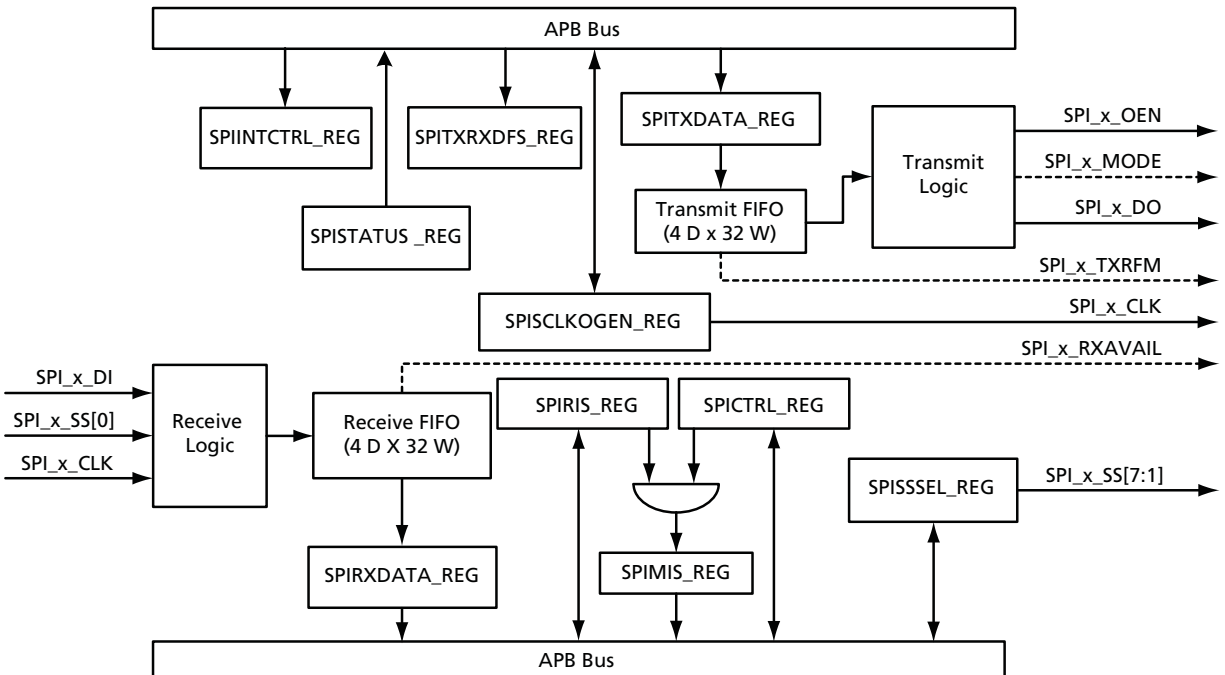 APB Bus
SPIINTCTRL_REG
SPITXRXDFS_REG
SPITXDATA_REG
SPISTATUS _REG
Transmit FIFO
(4 D x 32 W)
Transmit
Logic
SPI_x_OEN
SPI_x_MODE
SPI_x_DO
SPI_x_TXRFM
SPISCLKOGEN_REG
SPI_x_CLK
SPI_x_RXAVAIL
SPI_x_DI
SPI_x_SS[0]
SPI_x_CLK
Receive
Logic
Receive FIFO
(4 D X 32 W)
SPIRIS_REG
SPICTRL_REG
SPISSSEL_REG
SPI_x_SS[7:1]
SPIRXDATA_REG
SPIMIS_REG
APB Bus